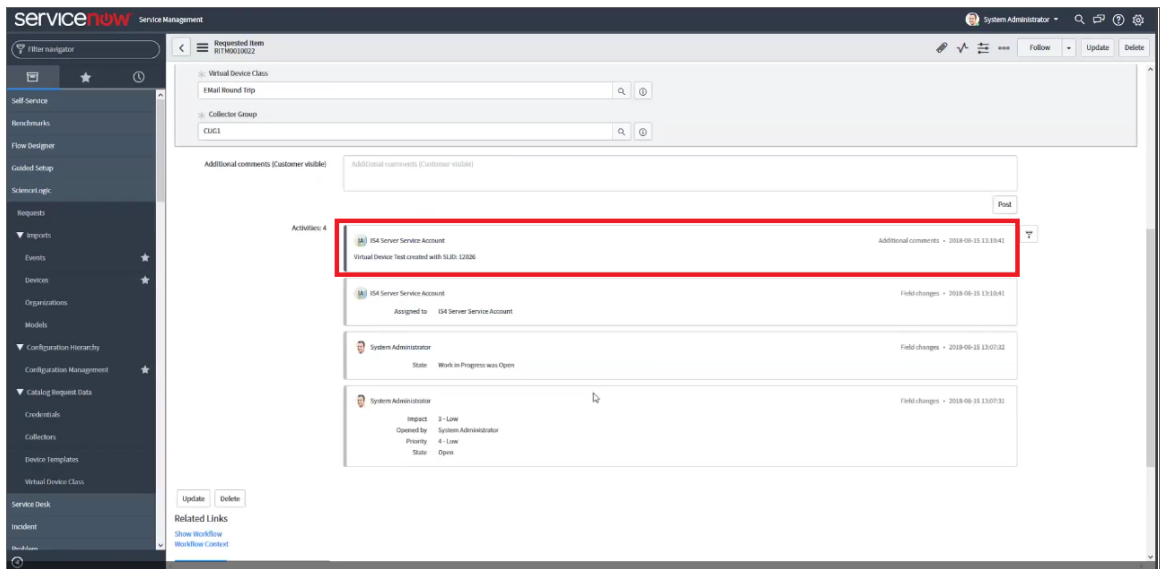 servicenow Service Management
System Administrator
Filter navigator
Requested Item
RITM0010022
Follow
Update
Delete
Self-Service
Benchmarks
Flow Designer
Guided Setup
ScienceLogic
Requests
Imports
Events
Devices
Organizations
Models
Configuration Hierarchy
Configuration Management
Catalog Request Data
Credentials
Collectors
Device Templates
Virtual Device Class
Service Desk
Incident
Problem
Virtual Device Class
EMail Round Trip
Collector Group
CUG1
Additional comments (Customer visible)
Additional comments (Customer visible)
Post
Activities: 4
IS4 Server Service Account
Additional comments • 2018-08-15 13:10:41
Virtual Device Test created with SLID: 12026
IS4 Server Service Account
Field changes • 2018-08-15 13:10:41
Assigned to IS4 Server Service Account
System Administrator
Field changes • 2018-08-15 13:07:32
State Work in Progress was Open
System Administrator
Field changes • 2018-08-15 13:07:31
Impact 3 - Low
Opened by System Administrator
Priority 4 - Low
State Open
Update
Delete
Related Links
Show Workflow
Workflow Context